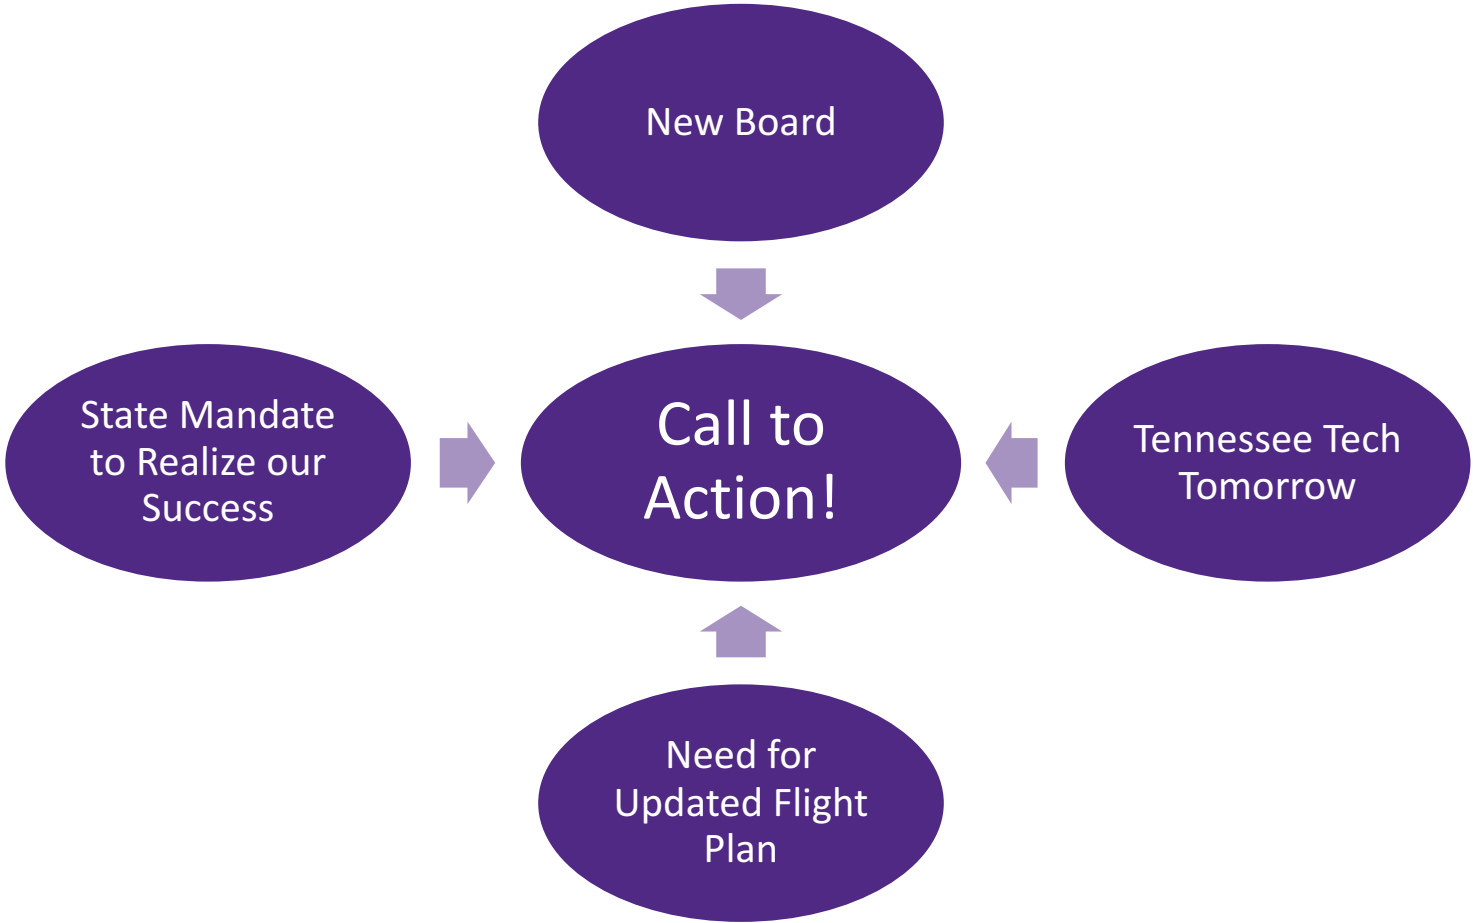 New Board
State Mandate
to Realize our
Success
Call to
Action!
Tennessee Tech
Tomorrow
Need for
Updated Flight
Plan